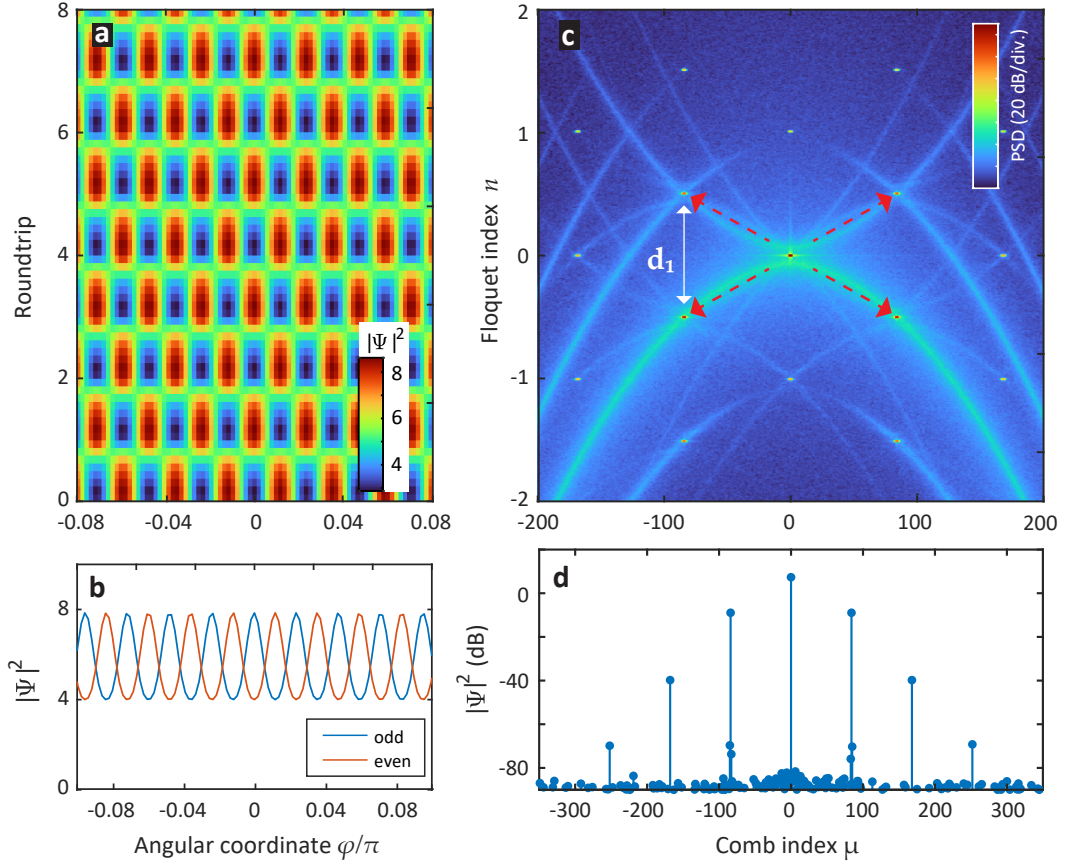 a
8
6
4
2
0
Roundtrip
|Ψ|²
8
6
4
-0.08 -0.04 0 0.04 0.08
c
2
1
0
-1
-2
Floquet index n
PSD (20 dB/div.)
d₁
-200 -100 0 100 200
b
8
4
0
|Ψ|²
odd
even
-0.08 -0.04 0 0.04 0.08
Angular coordinate φ/π
d
0
-40
-80
|Ψ|² (dB)
-300 -200 -100 0 100 200 300
Comb index μ